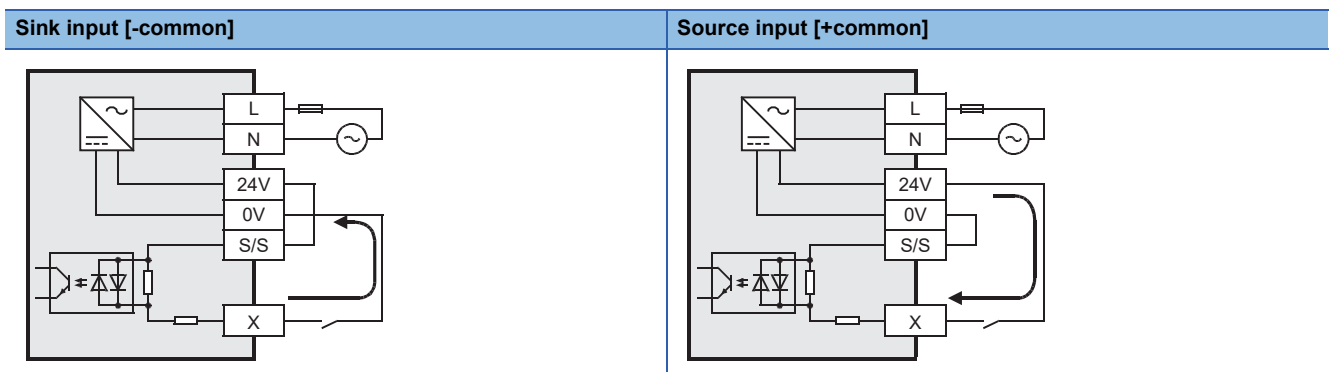 Sink input [-common]
Source input [+common]
L
N
24V
0V
S/S
X
L
N
24V
0V
S/S
X